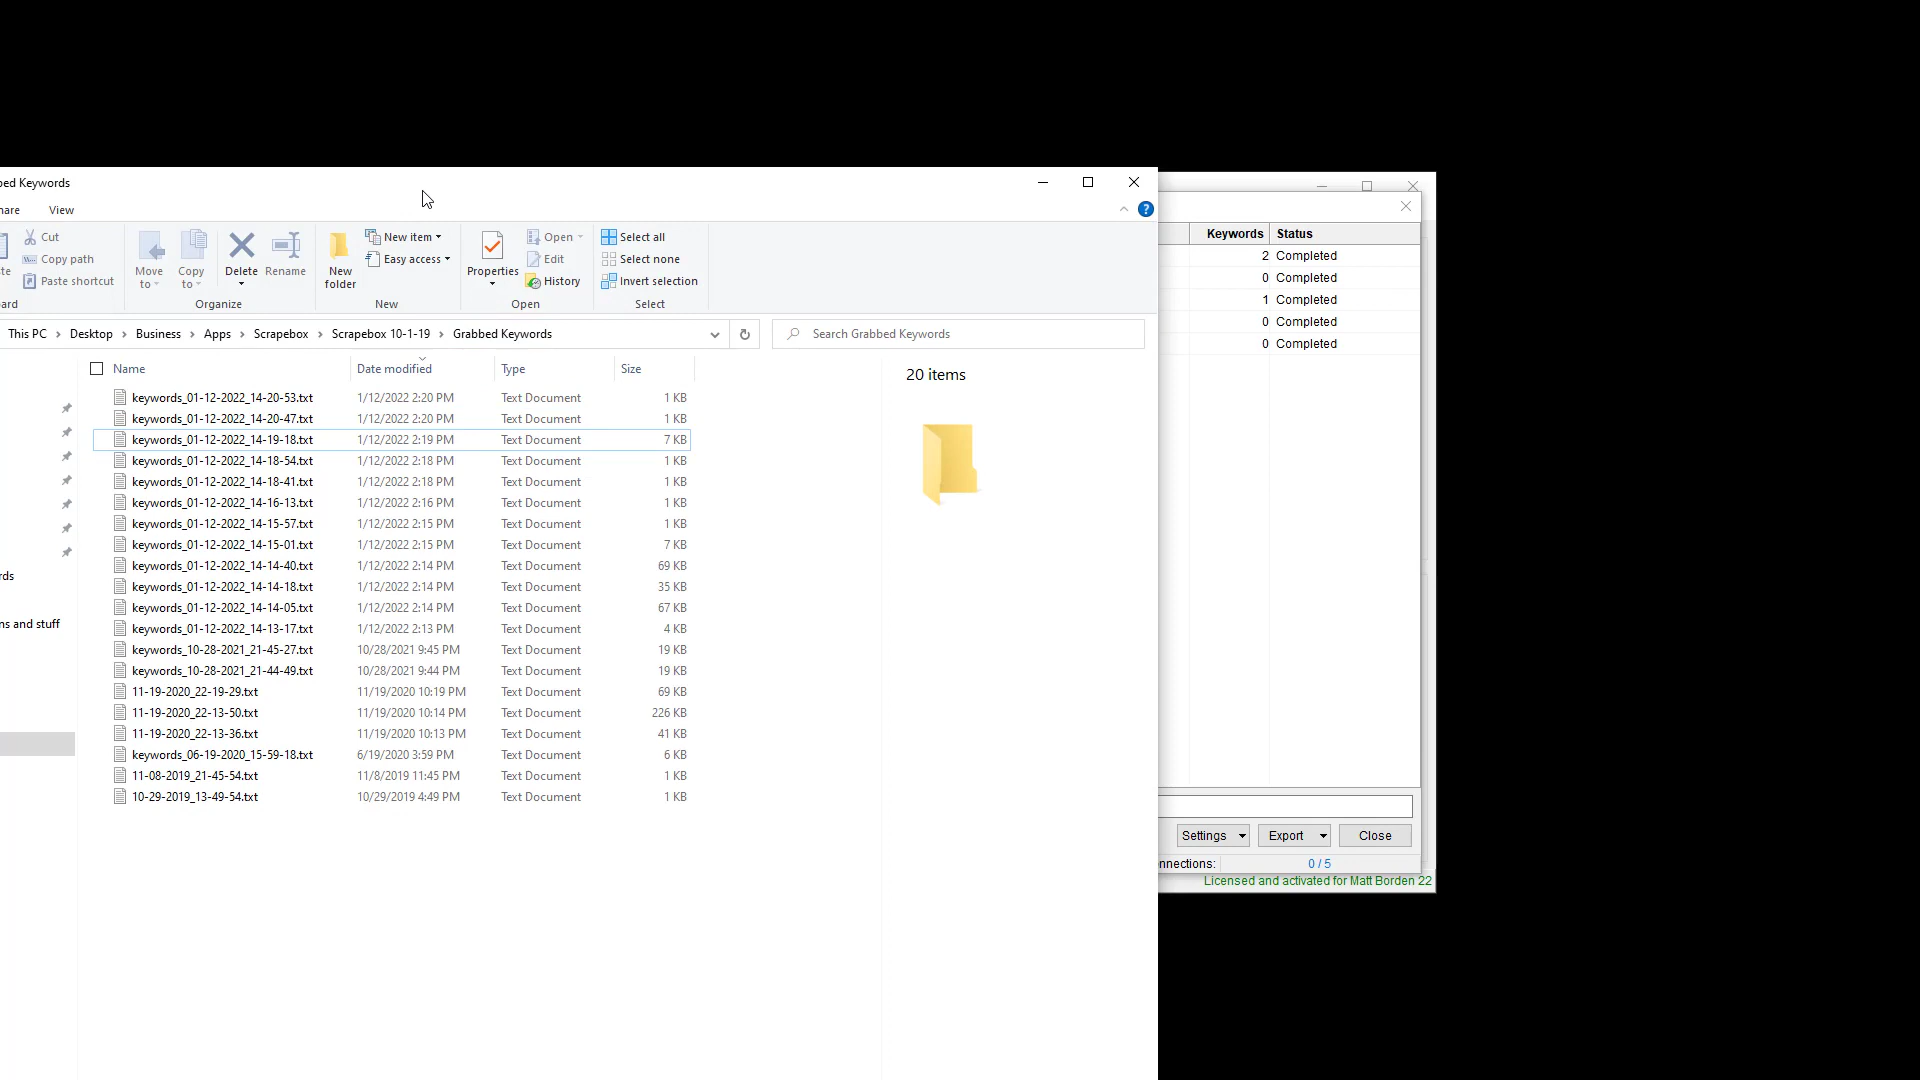 bed Keywords
hare View
Cut
Copy path
Paste shortcut
Move to
Copy to
Delete
Rename
Organize
New folder
New item
Easy access
New
Properties
Open
Edit
History
Open
Select all
Select none
Invert selection
Select
This PC > Desktop > Business > Apps > Scrapebox > Scrapebox 10-1-19 > Grabbed Keywords
Search Grabbed Keywords
Name Date modified Type Size
keywords_01-12-2022_14-20-53.txt 1/12/2022 2:20 PM Text Document 1 KB
keywords_01-12-2022_14-20-47.txt 1/12/2022 2:20 PM Text Document 1 KB
keywords_01-12-2022_14-19-18.txt 1/12/2022 2:19 PM Text Document 7 KB
keywords_01-12-2022_14-18-54.txt 1/12/2022 2:18 PM Text Document 1 KB
keywords_01-12-2022_14-18-41.txt 1/12/2022 2:18 PM Text Document 1 KB
keywords_01-12-2022_14-16-13.txt 1/12/2022 2:16 PM Text Document 1 KB
keywords_01-12-2022_14-15-57.txt 1/12/2022 2:15 PM Text Document 1 KB
keywords_01-12-2022_14-15-01.txt 1/12/2022 2:15 PM Text Document 7 KB
keywords_01-12-2022_14-14-40.txt 1/12/2022 2:14 PM Text Document 69 KB
keywords_01-12-2022_14-14-18.txt 1/12/2022 2:14 PM Text Document 35 KB
keywords_01-12-2022_14-14-05.txt 1/12/2022 2:14 PM Text Document 67 KB
keywords_01-12-2022_14-13-17.txt 1/12/2022 2:13 PM Text Document 4 KB
keywords_10-28-2021_21-45-27.txt 10/28/2021 9:45 PM Text Document 19 KB
keywords_10-28-2021_21-44-49.txt 10/28/2021 9:44 PM Text Document 19 KB
11-19-2020_22-19-29.txt 11/19/2020 10:19 PM Text Document 69 KB
11-19-2020_22-13-50.txt 11/19/2020 10:14 PM Text Document 226 KB
11-19-2020_22-13-36.txt 11/19/2020 10:13 PM Text Document 41 KB
keywords_06-19-2020_15-59-18.txt 6/19/2020 3:59 PM Text Document 6 KB
11-08-2019_21-45-54.txt 11/8/2019 11:45 PM Text Document 1 KB
10-29-2019_13-49-54.txt 10/29/2019 4:49 PM Text Document 1 KB
rds
ns and stuff
20 items
Keywords Status
2 Completed
0 Completed
1 Completed
0 Completed
0 Completed
Settings Export Close
nnections: 0 / 5
Licensed and activated for Matt Borden 22